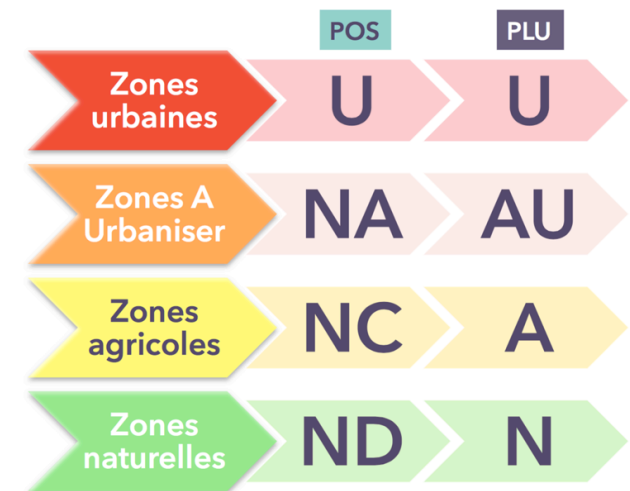 POS PLU
Zones
urbaines
U U
Zones A
Urbaniser
NA AU
Zones
agricoles
NC A
Zones
naturelles
ND N